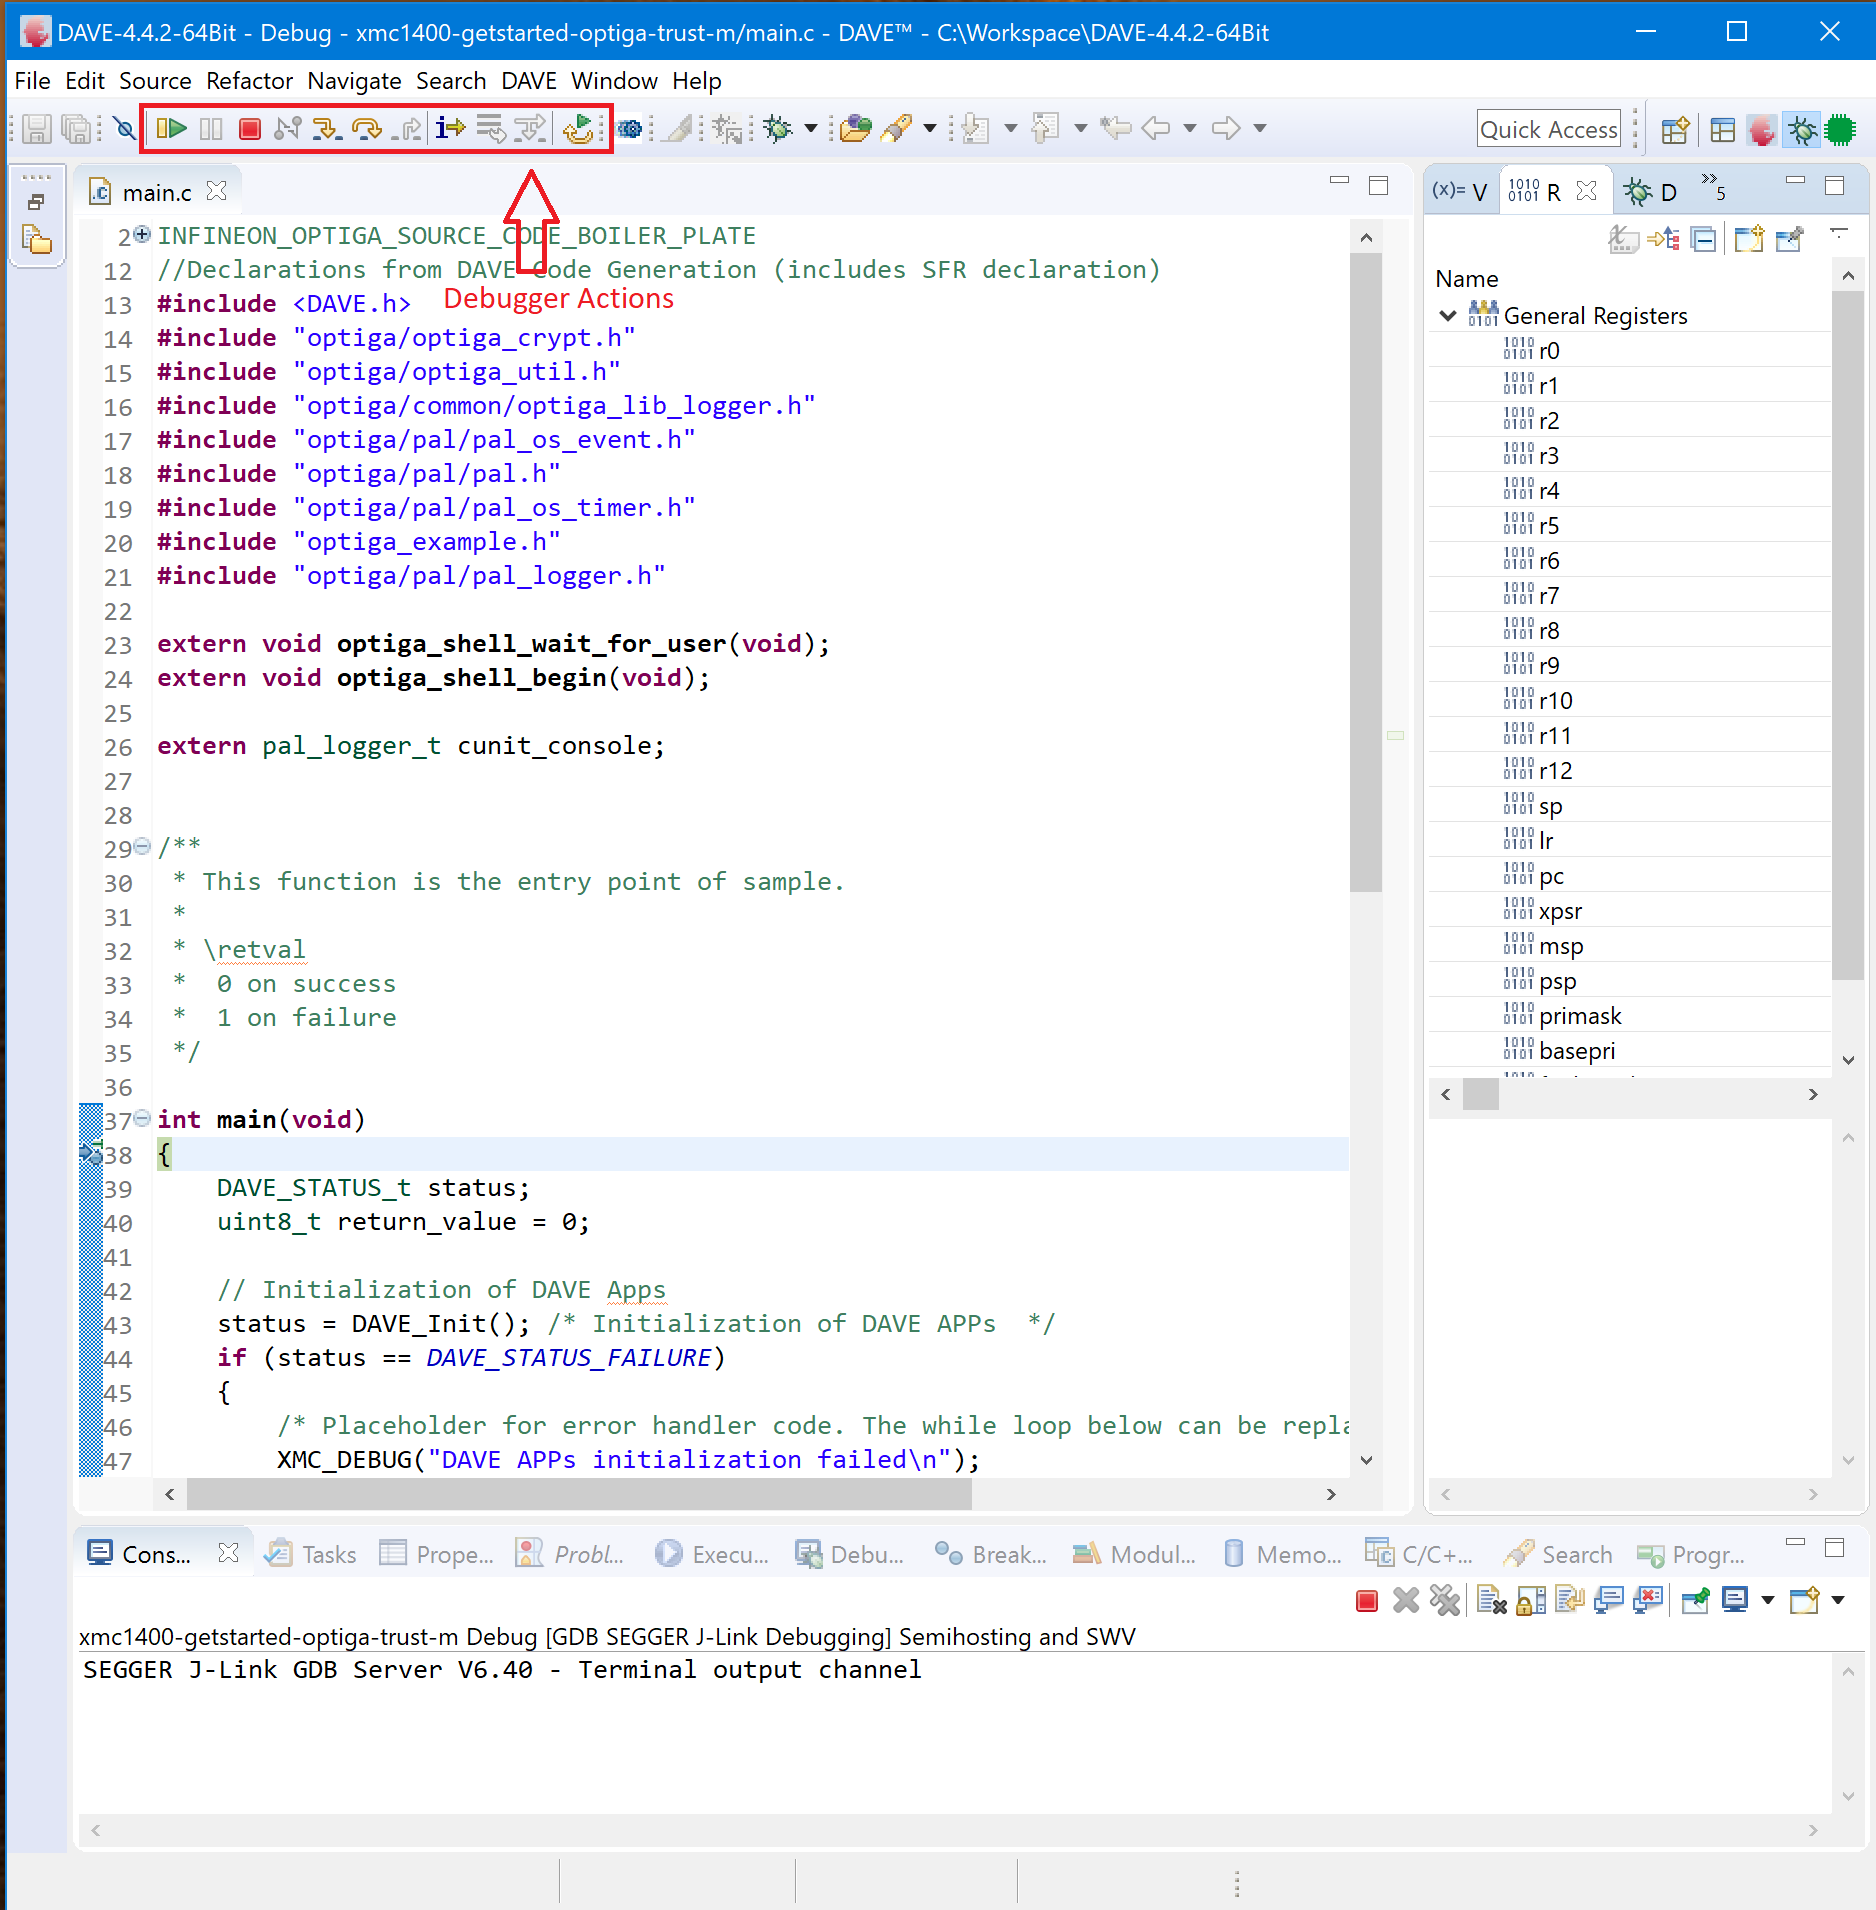 DAVE-4.4.2-64Bit - Debug - xmc1400-getstarted-optiga-trust-m/main.c - DAVE™ - C:\Workspace\DAVE-4.4.2-64Bit
File Edit Source Refactor Navigate Search DAVE Window Help
Quick Access
main.c
2 INFINEON_OPTIGA_SOURCE_CODE_BOILER_PLATE
12 //Declarations from DAVE Code Generation (includes SFR declaration)
13 #include <DAVE.h>
Debugger Actions
14 #include "optiga/optiga_crypt.h"
15 #include "optiga/optiga_util.h"
16 #include "optiga/common/optiga_lib_logger.h"
17 #include "optiga/pal/pal_os_event.h"
18 #include "optiga/pal/pal.h"
19 #include "optiga/pal/pal_os_timer.h"
20 #include "optiga_example.h"
21 #include "optiga/pal/pal_logger.h"
22
23 extern void optiga_shell_wait_for_user(void);
24 extern void optiga_shell_begin(void);
25
26 extern pal_logger_t cunit_console;
27
28
29 /**
30 * This function is the entry point of sample.
31 *
32 * \retval
33 * 0 on success
34 * 1 on failure
35 */
36
37 int main(void)
38 {
39 DAVE_STATUS_t status;
40 uint8_t return_value = 0;
41
42 // Initialization of DAVE Apps
43 status = DAVE_Init(); /* Initialization of DAVE APPs */
44 if (status == DAVE_STATUS_FAILURE)
45 {
46 /* Placeholder for error handler code. The while loop below can be repla
47 XMC_DEBUG("DAVE APPs initialization failed\n");
(x)= V
1010 0101 R
D
»5
Name
General Registers
r0
r1
r2
r3
r4
r5
r6
r7
r8
r9
r10
r11
r12
sp
lr
pc
xpsr
msp
psp
primask
basepri
Cons... Tasks Prope... Probl... Execu... Debu... Break... Modul... Memo... C/C+... Search Progr...
xmc1400-getstarted-optiga-trust-m Debug [GDB SEGGER J-Link Debugging] Semihosting and SWV
SEGGER J-Link GDB Server V6.40 - Terminal output channel